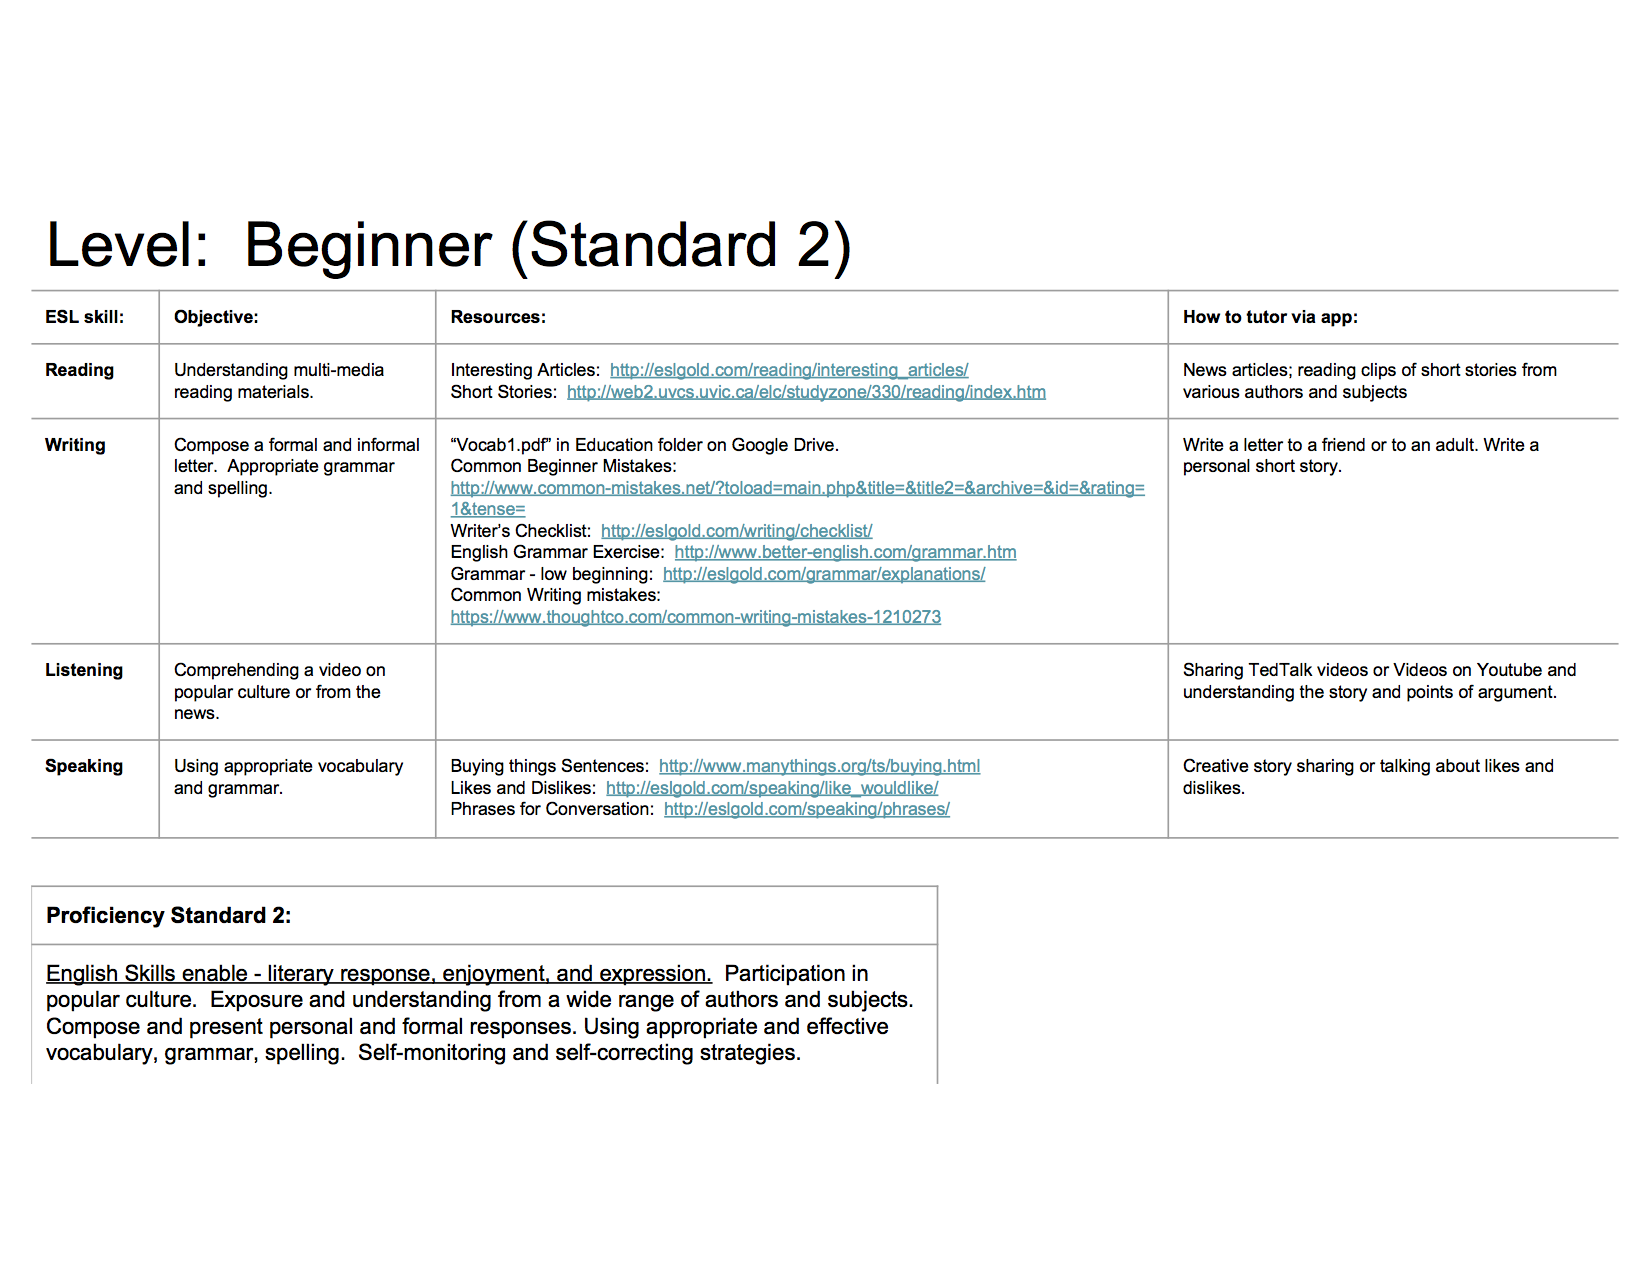 Level:  Beginner (Standard 2)
ESL skill:
Objective:
Resources:
How to tutor via app:
Reading
Understanding multi-media
reading materials.
Interesting Articles:  http://eslgold.com/reading/interesting_articles/
Short Stories:  http://web2.uvcs.uvic.ca/elc/studyzone/330/reading/index.htm
News articles; reading clips of short stories from
various authors and subjects
Writing
Compose a formal and informal
letter.  Appropriate grammar
and spelling.
“Vocab1.pdf” in Education folder on Google Drive.
Common Beginner Mistakes:
http://www.common-mistakes.net/?toload=main.php&title=&title2=&archive=&id=&rating=
1&tense=
Writer’s Checklist:  http://eslgold.com/writing/checklist/
English Grammar Exercise:  http://www.better-english.com/grammar.htm
Grammar - low beginning:  http://eslgold.com/grammar/explanations/
Common Writing mistakes:
https://www.thoughtco.com/common-writing-mistakes-1210273
Write a letter to a friend or to an adult. Write a
personal short story.
Listening
Comprehending a video on
popular culture or from the
news.
Sharing TedTalk videos or Videos on Youtube and
understanding the story and points of argument.
Speaking
Using appropriate vocabulary
and grammar.
Buying things Sentences:  http://www.manythings.org/ts/buying.html
Likes and Dislikes:  http://eslgold.com/speaking/like_wouldlike/
Phrases for Conversation:  http://eslgold.com/speaking/phrases/
Creative story sharing or talking about likes and
dislikes.
Proficiency Standard 2:
English Skills enable - literary response, enjoyment, and expression.  Participation in
popular culture.  Exposure and understanding from a wide range of authors and subjects.
Compose and present personal and formal responses. Using appropriate and effective
vocabulary, grammar, spelling.  Self-monitoring and self-correcting strategies.